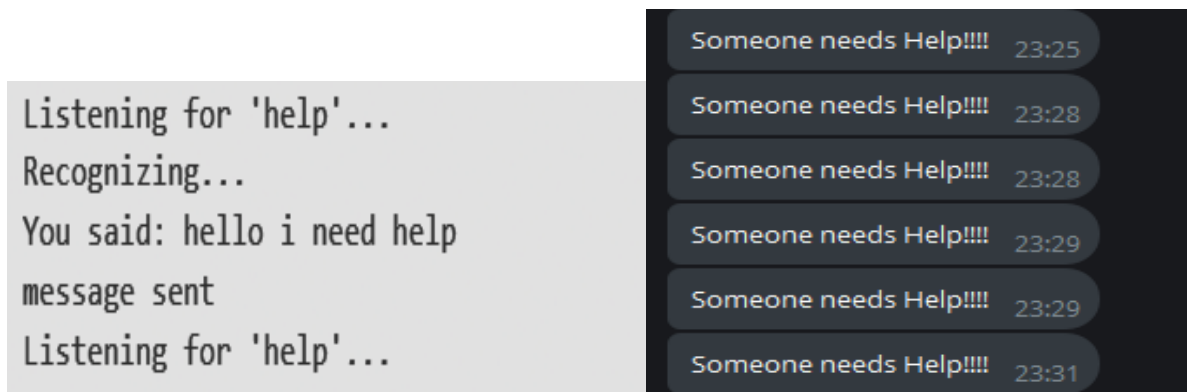 Listening for 'help'...
Recognizing...
You said: hello i need help
message sent
Listening for 'help'...
Someone needs Help!!!! 23:25
Someone needs Help!!!! 23:28
Someone needs Help!!!! 23:28
Someone needs Help!!!! 23:29
Someone needs Help!!!! 23:29
Someone needs Help!!!! 23:31